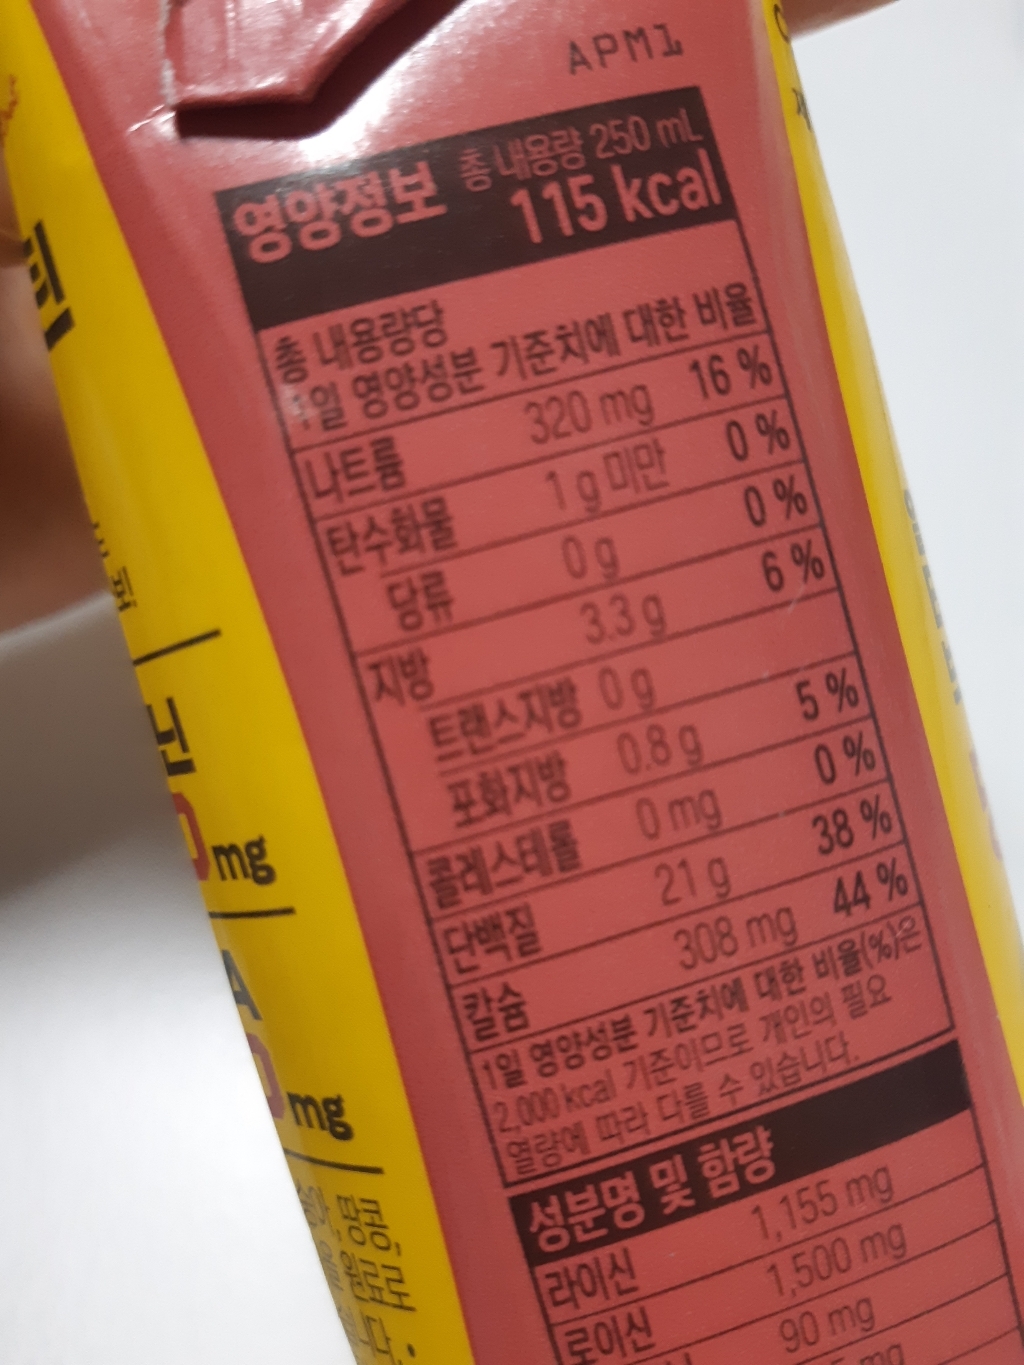 APM1
영양정보 총 내용량 250 mL
115 kcal
총 내용량당
1일 영양성분 기준치에 대한 비율
나트륨 320 mg 16 %
탄수화물 1 g 미만 0 %
당류 0 g 0 %
지방 3.3 g 6 %
트랜스지방 0 g
포화지방 0.8 g 5 %
콜레스테롤 0 mg 0 %
단백질 21 g 38 %
칼슘 308 mg 44 %
1일 영양성분 기준치에 대한 비율(%)은
2,000 kcal 기준이므로 개인의 필요
열량에 따라 다를 수 있습니다.
성분명 및 함량
라이신 1,155 mg
로이신 1,500 mg
90 mg
mg
mg
mg